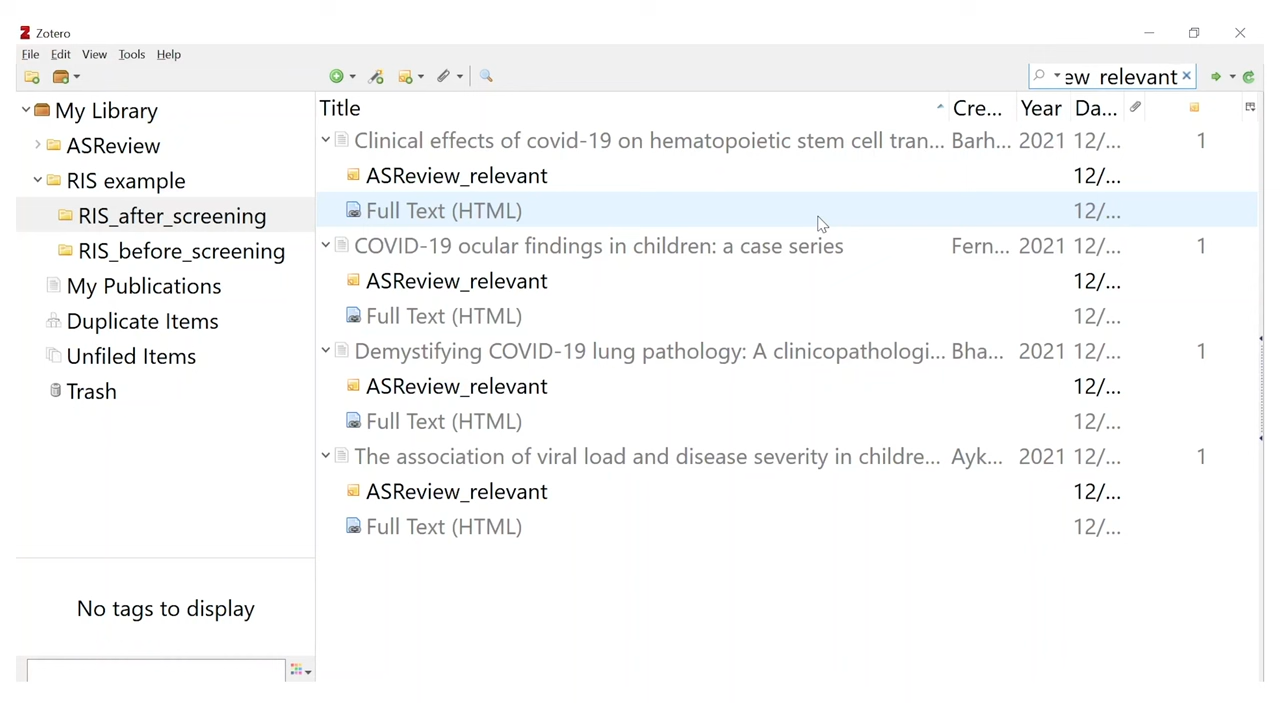 Zotero
File Edit View Tools Help
ew_relevant
My Library
ASReview
RIS example
RIS_after_screening
RIS_before_screening
My Publications
Duplicate Items
Unfiled Items
Trash
No tags to display
Title Cre... Year Da...
Clinical effects of covid-19 on hematopoietic stem cell tran... Barh... 2021 12/... 1
ASReview_relevant 12/...
Full Text (HTML) 12/...
COVID-19 ocular findings in children: a case series Fern... 2021 12/... 1
ASReview_relevant 12/...
Full Text (HTML) 12/...
Demystifying COVID-19 lung pathology: A clinicopathologi... Bha... 2021 12/... 1
ASReview_relevant 12/...
Full Text (HTML) 12/...
The association of viral load and disease severity in childre... Ayk... 2021 12/... 1
ASReview_relevant 12/...
Full Text (HTML) 12/...